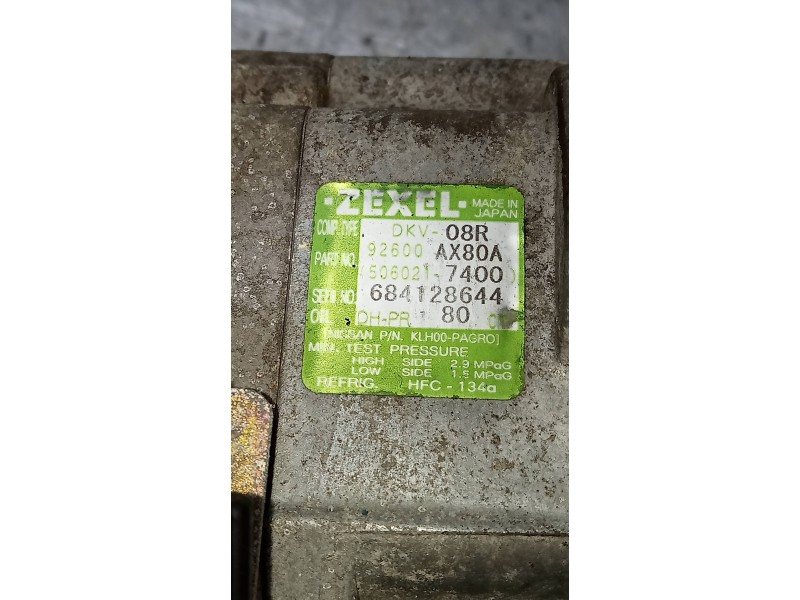 ·ZEXEL· MADE IN JAPAN
COMP.TYPE DKV-08R
PART NO. 92600 AX80A
506021-7400 )
SERI NO. 684128644
OIL DH-PR 80
[NISSAN P/N. KLH00-PAGRO]
MIN. TEST PRESSURE
HIGH SIDE 2.9 MPaG
LOW SIDE 1.5 MPaG
REFRIG. HFC-134a